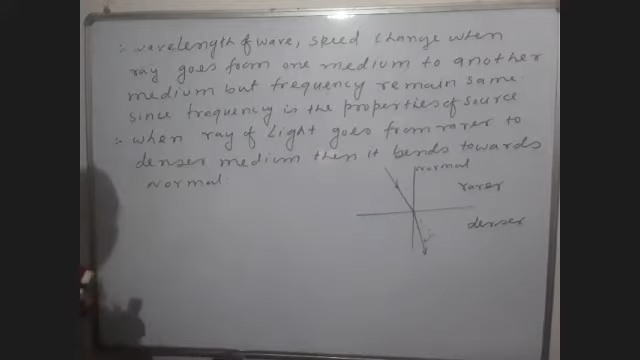 ∴ wavelength of wave, speed change when
ray goes form one medium to another
medium but frequency remain same
since frequency is the properties of source
∴ when ray of light goes from rarer to
denser medium then it bends towards
normal
normal
rarer
denser